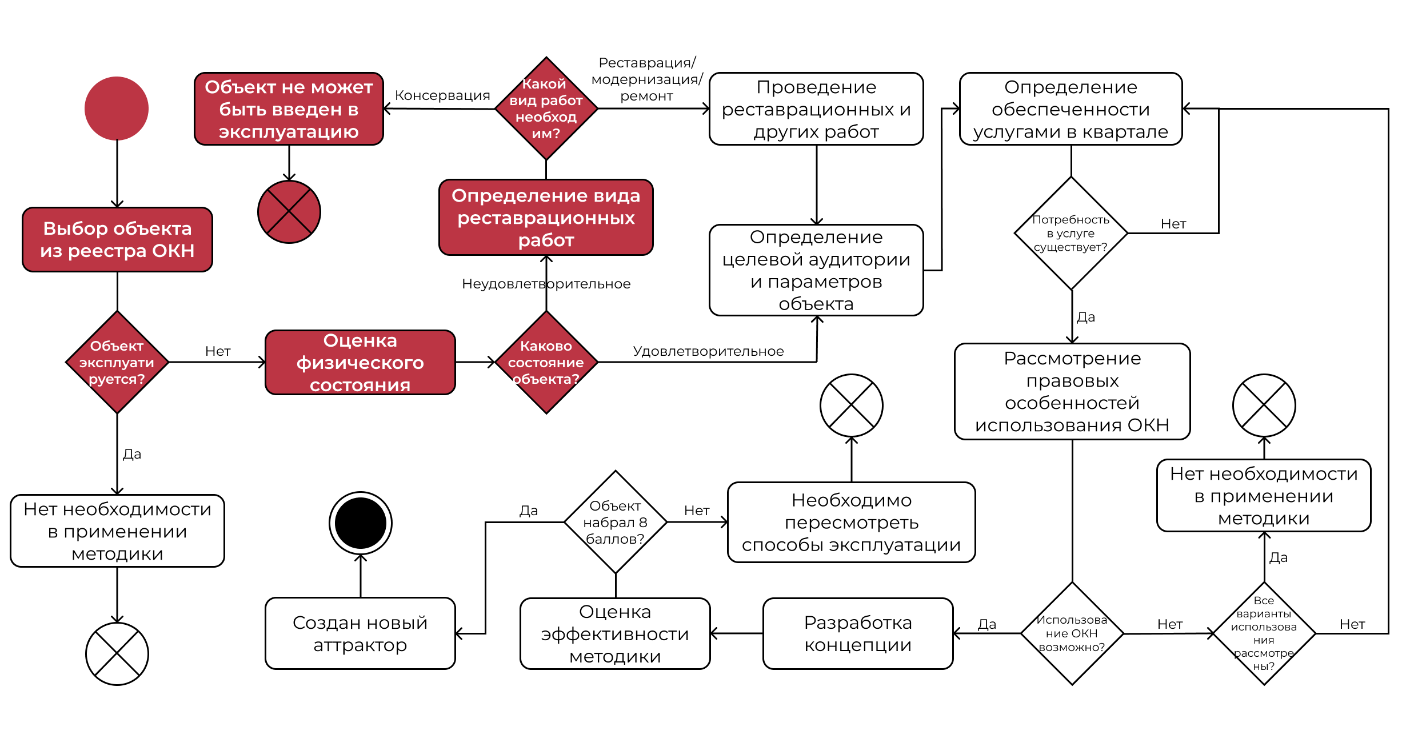 Объект не может
быть введен в
эксплуатацию
Консервация
Какой
вид работ
необход
им?
Реставрация/
модернизация/
ремонт
Проведение
реставрационных и
других работ
Определение
обеспеченности
услугами в квартале
Выбор объекта
из реестра ОКН
Определение вида
реставрационных
работ
Определение
целевой аудитории
и параметров
объекта
Потребность
в услуге
существует?
Нет
Неудовлетворительное
Да
Объект
эксплуати
руется?
Нет
Оценка
физического
состояния
Каково
состояние
объекта?
Удовлетворительное
Рассмотрение
правовых
особенностей
использования ОКН
Да
Нет необходимости
в применении
методики
Да
Объект
набрал 8
баллов?
Нет
Необходимо
пересмотреть
способы эксплуатации
Нет необходимости
в применении
методики
Да
Создан новый
аттрактор
Оценка
эффективности
методики
Разработка
концепции
Да
Использова
ние ОКН
возможно?
Нет
Все
варианты
использова
ния
рассмотре
ны?
Нет